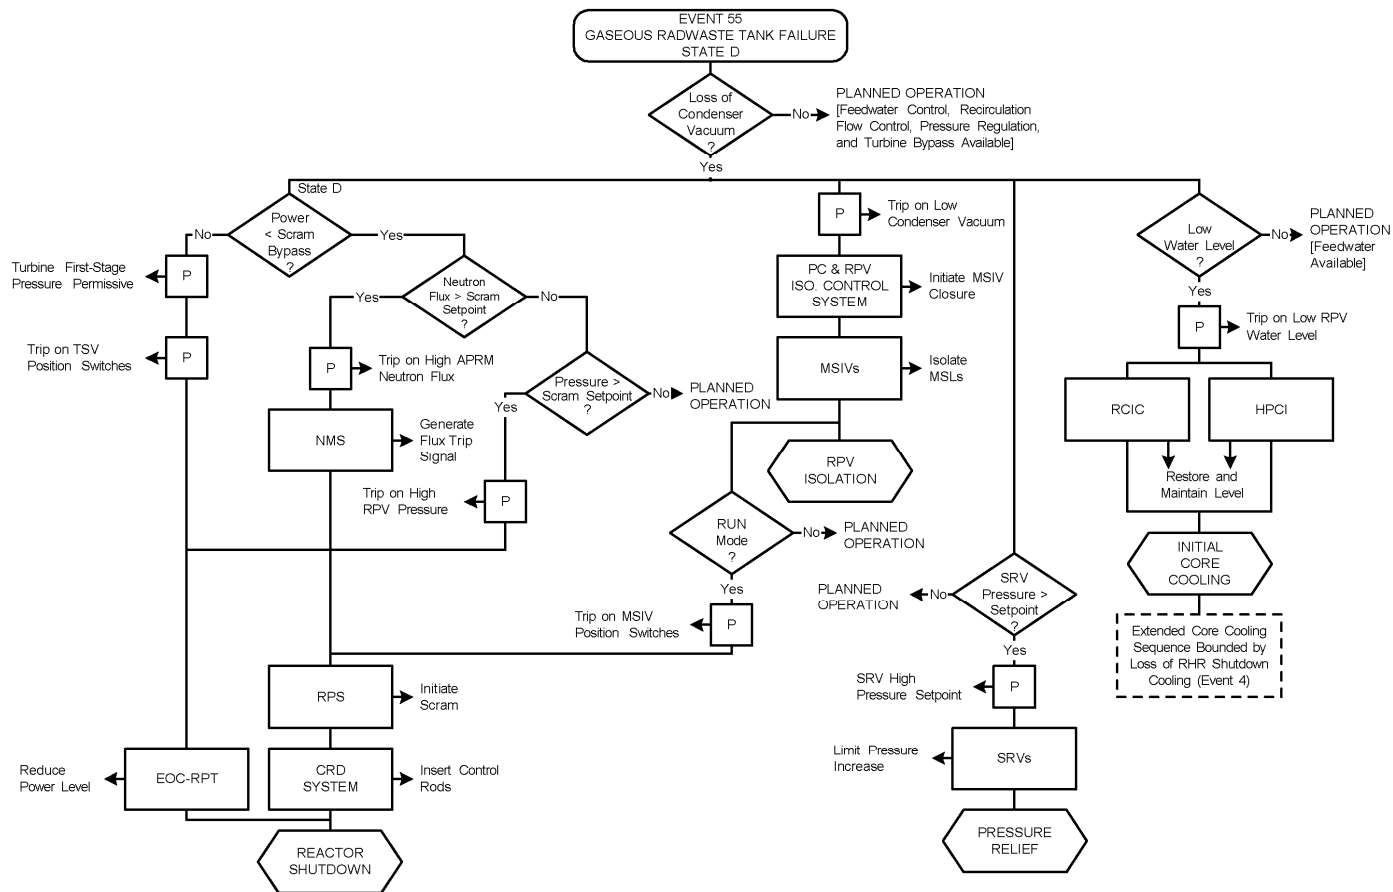 EVENT 55
GASEOUS RADWASTE TANK FAILURE
STATE D
Loss of
Condenser
Vacuum
?
No
PLANNED OPERATION
[Feedwater Control, Recirculation
Flow Control, Pressure Regulation,
and Turbine Bypass Available]
Yes
State D
Power
< Scram
Bypass
?
No
Yes
P
Turbine First-Stage
Pressure Permissive
P
Trip on TSV
Position Switches
Neutron
Flux > Scram
Setpoint
?
Yes
No
P
Trip on High APRM
Neutron Flux
NMS
Generate
Flux Trip
Signal
Pressure >
Scram Setpoint
?
No
PLANNED
OPERATION
Yes
P
Trip on High
RPV Pressure
P
Trip on Low
Condenser Vacuum
PC & RPV
ISO. CONTROL
SYSTEM
Initiate MSIV
Closure
MSIVs
Isolate
MSLs
RPV
ISOLATION
RUN
Mode
?
No
PLANNED
OPERATION
Yes
P
Trip on MSIV
Position Switches
RPS
Initiate
Scram
EOC-RPT
Reduce
Power Level
CRD
SYSTEM
Insert Control
Rods
REACTOR
SHUTDOWN
SRV
Pressure >
Setpoint
?
No
PLANNED
OPERATION
Yes
P
SRV High
Pressure Setpoint
SRVs
Limit Pressure
Increase
PRESSURE
RELIEF
Low
Water Level
?
No
PLANNED
OPERATION
[Feedwater
Available]
Yes
P
Trip on Low RPV
Water Level
RCIC
HPCI
Restore and
Maintain Level
INITIAL
CORE
COOLING
Extended Core Cooling
Sequence Bounded by
Loss of RHR Shutdown
Cooling (Event 4)